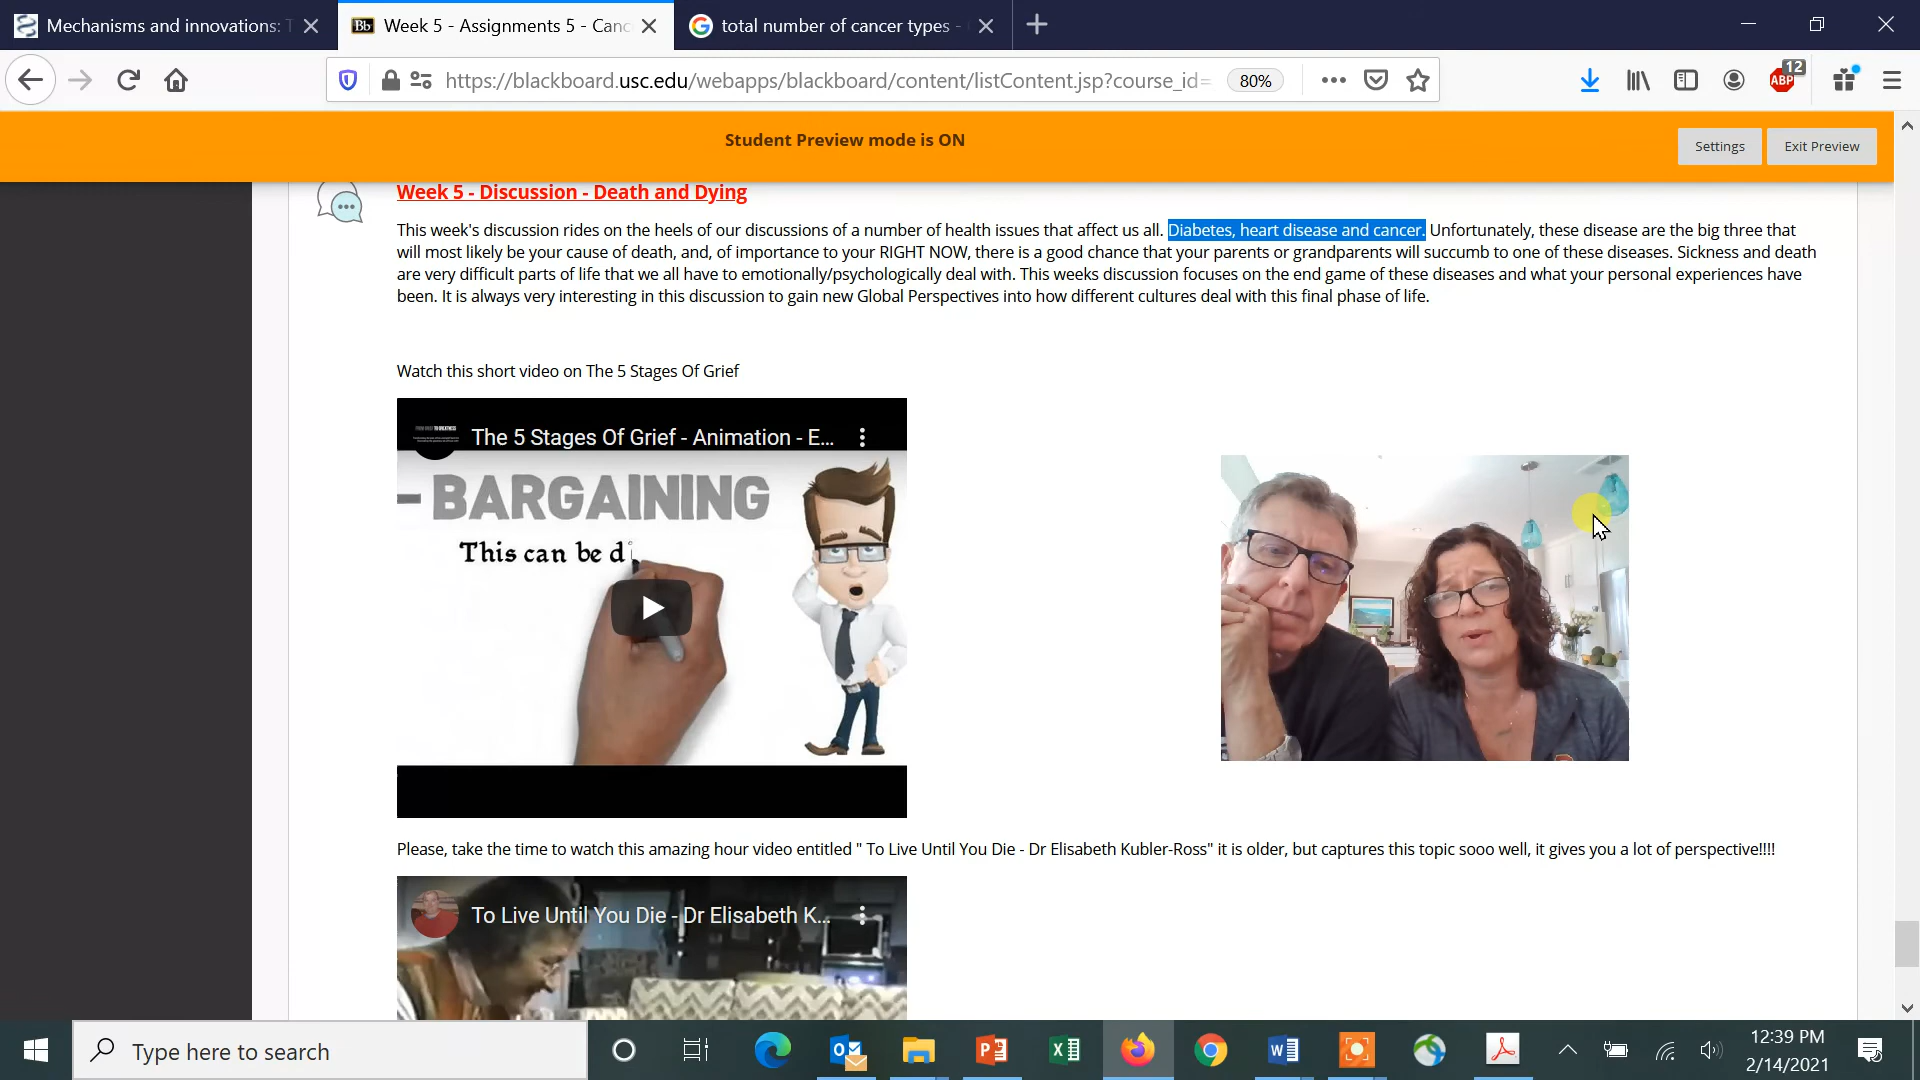 Mechanisms and innovations: T
Bb
Week 5 - Assignments 5 - Canc
total number of cancer types -
https://blackboard.usc.edu/webapps/blackboard/content/listContent.jsp?course_id=
80%
ABP
12
Student Preview mode is ON
Settings
Exit Preview
Week 5 - Discussion - Death and Dying
This week's discussion rides on the heels of our discussions of a number of health issues that affect us all. Diabetes, heart disease and cancer. Unfortunately, these disease are the big three that
will most likely be your cause of death, and, of importance to your RIGHT NOW, there is a good chance that your parents or grandparents will succumb to one of these diseases. Sickness and death
are very difficult parts of life that we all have to emotionally/psychologically deal with. This weeks discussion focuses on the end game of these diseases and what your personal experiences have
been. It is always very interesting in this discussion to gain new Global Perspectives into how different cultures deal with this final phase of life.
Watch this short video on The 5 Stages Of Grief
The 5 Stages Of Grief - Animation - E...
- BARGAINING
This can be di
Please, take the time to watch this amazing hour video entitled " To Live Until You Die - Dr Elisabeth Kubler-Ross" it is older, but captures this topic sooo well, it gives you a lot of perspective!!!!
To Live Until You Die - Dr Elisabeth K...
Type here to search
12:39 PM
2/14/2021